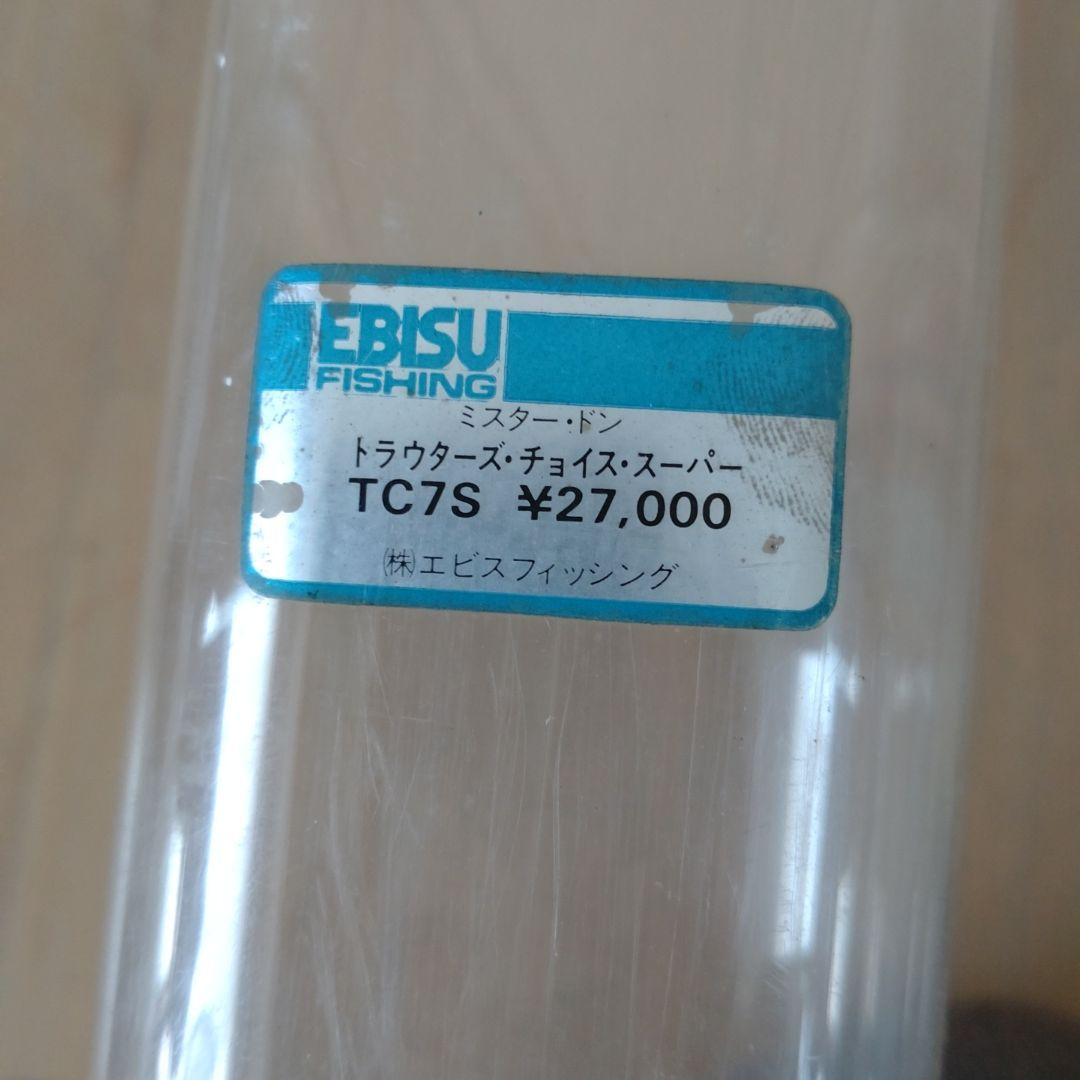 EBISU
FISHING
ミスター・ドン
トラウターズ・チョイス・スーパー
TC7S ¥27,000
㈱エビスフィッシング